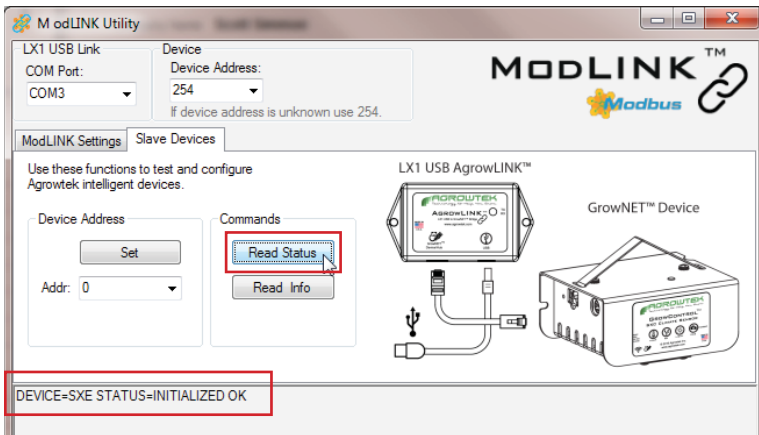 M odLINK Utility
LX1 USB Link
COM Port:
COM3
Device
Device Address:
254
If device address is unknown use 254.
MODLINK™
Modbus
ModLINK Settings
Slave Devices
Use these functions to test and configure
Agrowtek intelligent devices.
Device Address
Set
Addr:
0
Commands
Read Status
Read Info
LX1 USB AgrowLINK™
AGROWTEK
AGROWLINK
GrowNET™ Device
AGROWTEK
GROWCONTROL
DEVICE=SXE STATUS=INITIALIZED OK